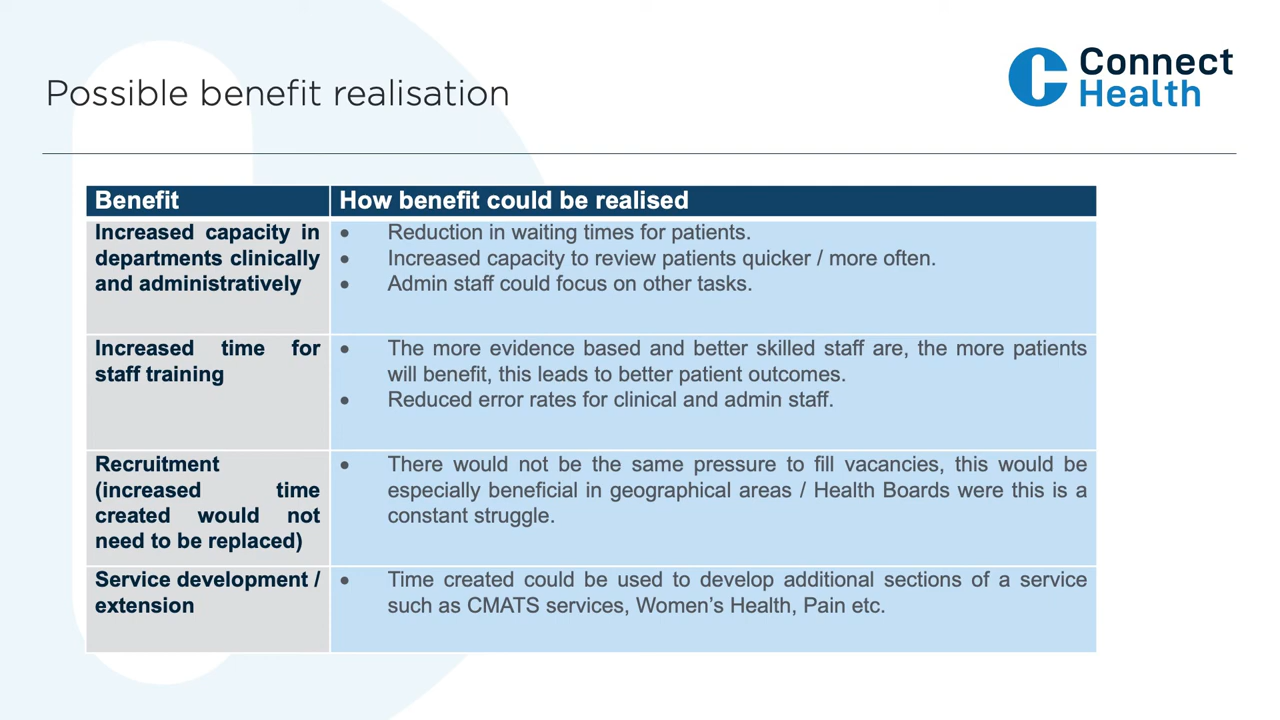 Possible benefit realisation
Connect
Health
Benefit
How benefit could be realised
Increased capacity in
departments clinically
and administratively
• Reduction in waiting times for patients.
• Increased capacity to review patients quicker / more often.
• Admin staff could focus on other tasks.
Increased time for
staff training
• The more evidence based and better skilled staff are, the more patients
will benefit, this leads to better patient outcomes.
• Reduced error rates for clinical and admin staff.
Recruitment
(increased time
created would not
need to be replaced)
• There would not be the same pressure to fill vacancies, this would be
especially beneficial in geographical areas / Health Boards were this is a
constant struggle.
Service development /
extension
• Time created could be used to develop additional sections of a service
such as CMATS services, Women’s Health, Pain etc.